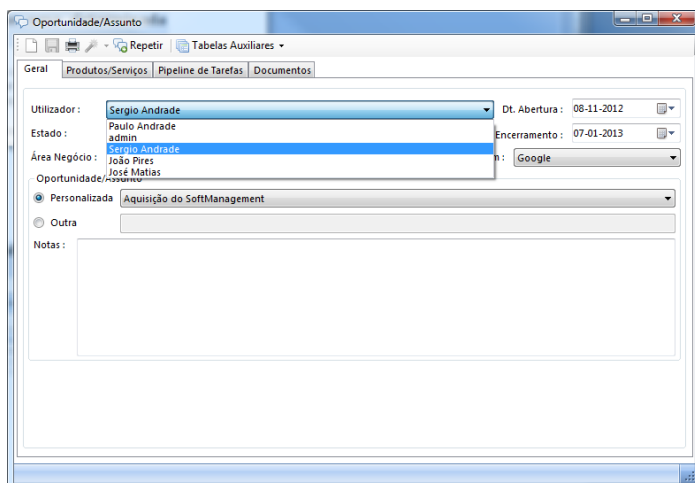 Oportunidade/Assunto
Repetir Tabelas Auxiliares
Geral Produtos/Serviços Pipeline de Tarefas Documentos
Utilizador : Sergio Andrade Dt. Abertura : 08-11-2012
Paulo Andrade
Estado : admin Encerramento : 07-01-2013
Sergio Andrade
Área Negócio : João Pires Google
José Matias
Oportunidade/Assunto
Personalizada Aquisição do SoftManagement
Outra
Notas :